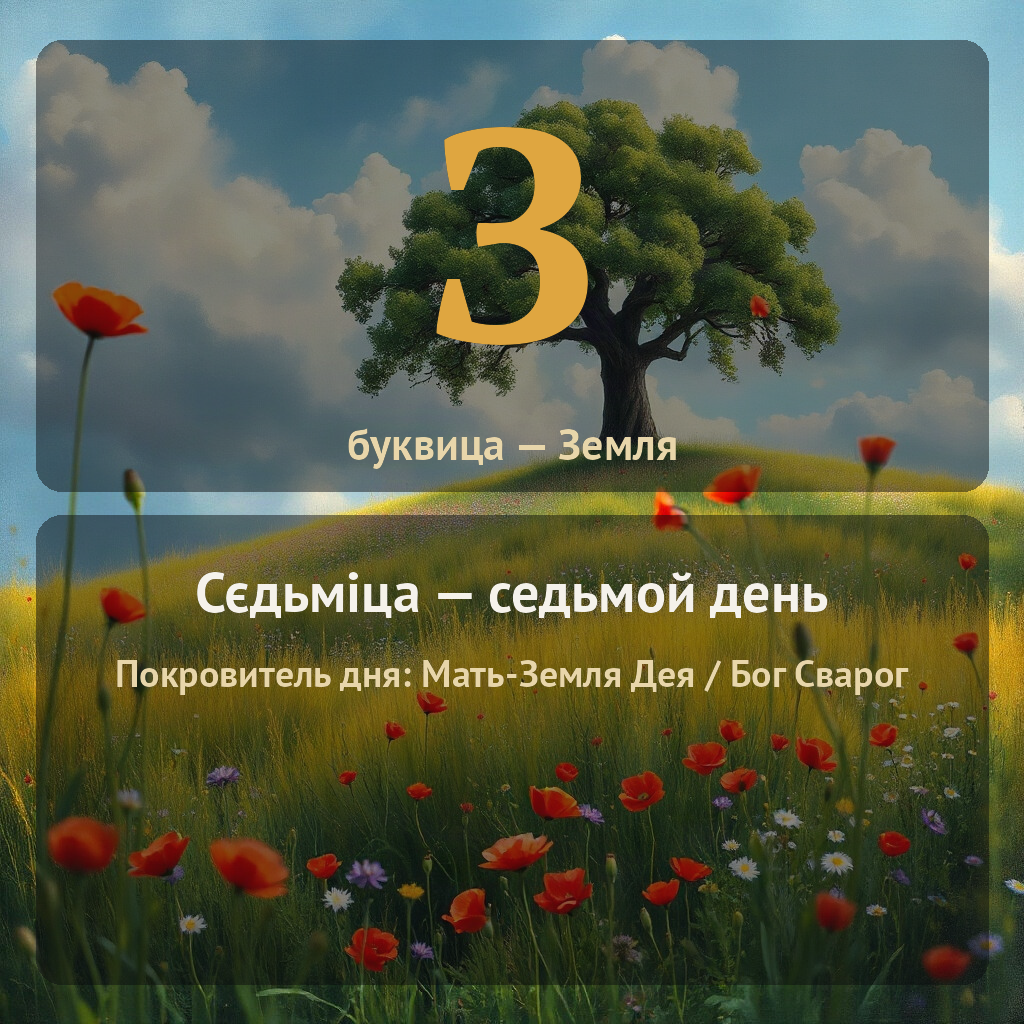 З
буквица — Земля
Сєдьміца — седьмой день
Покровитель дня: Мать-Земля Дея / Бог Сварог